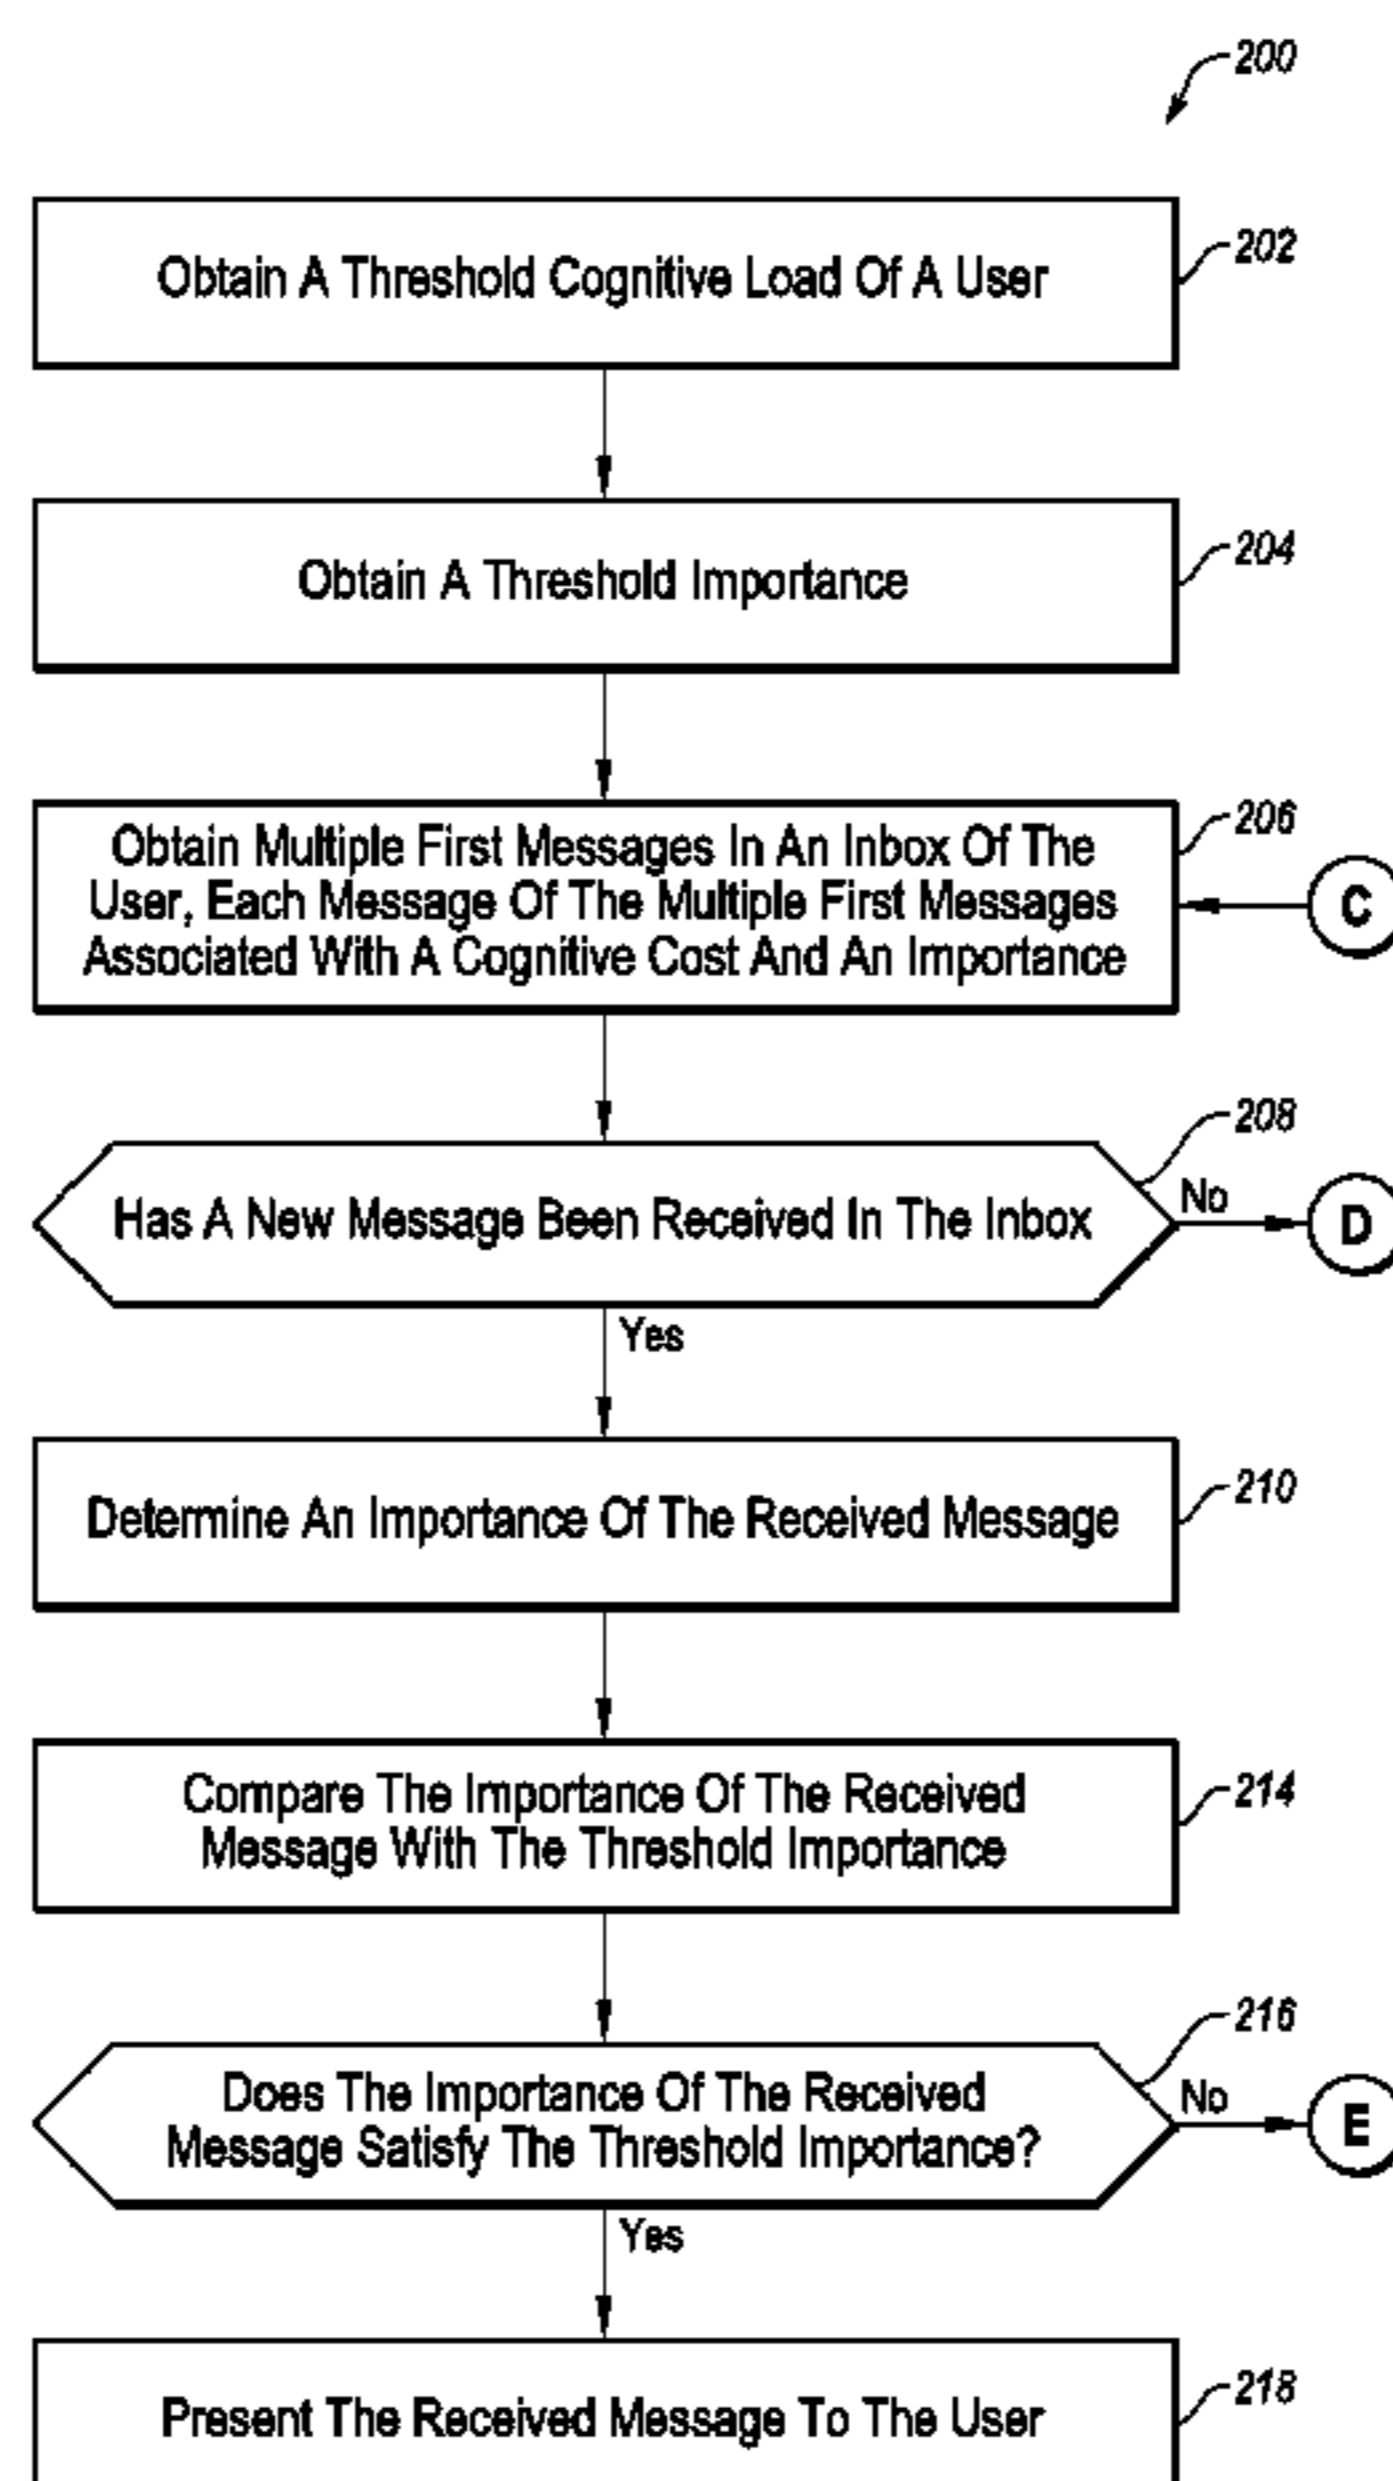 200
Obtain A Threshold Cognitive Load Of A User
202
Obtain A Threshold Importance
204
Obtain Multiple First Messages In An Inbox Of The
User, Each Message Of The Multiple First Messages
Associated With A Cognitive Cost And An Importance
206
C
Has A New Message Been Received In The Inbox
208
No
D
Yes
Determine An Importance Of The Received Message
210
Compare The Importance Of The Received
Message With The Threshold Importance
214
Does The Importance Of The Received
Message Satisfy The Threshold Importance?
216
No
E
Yes
Present The Received Message To The User
218